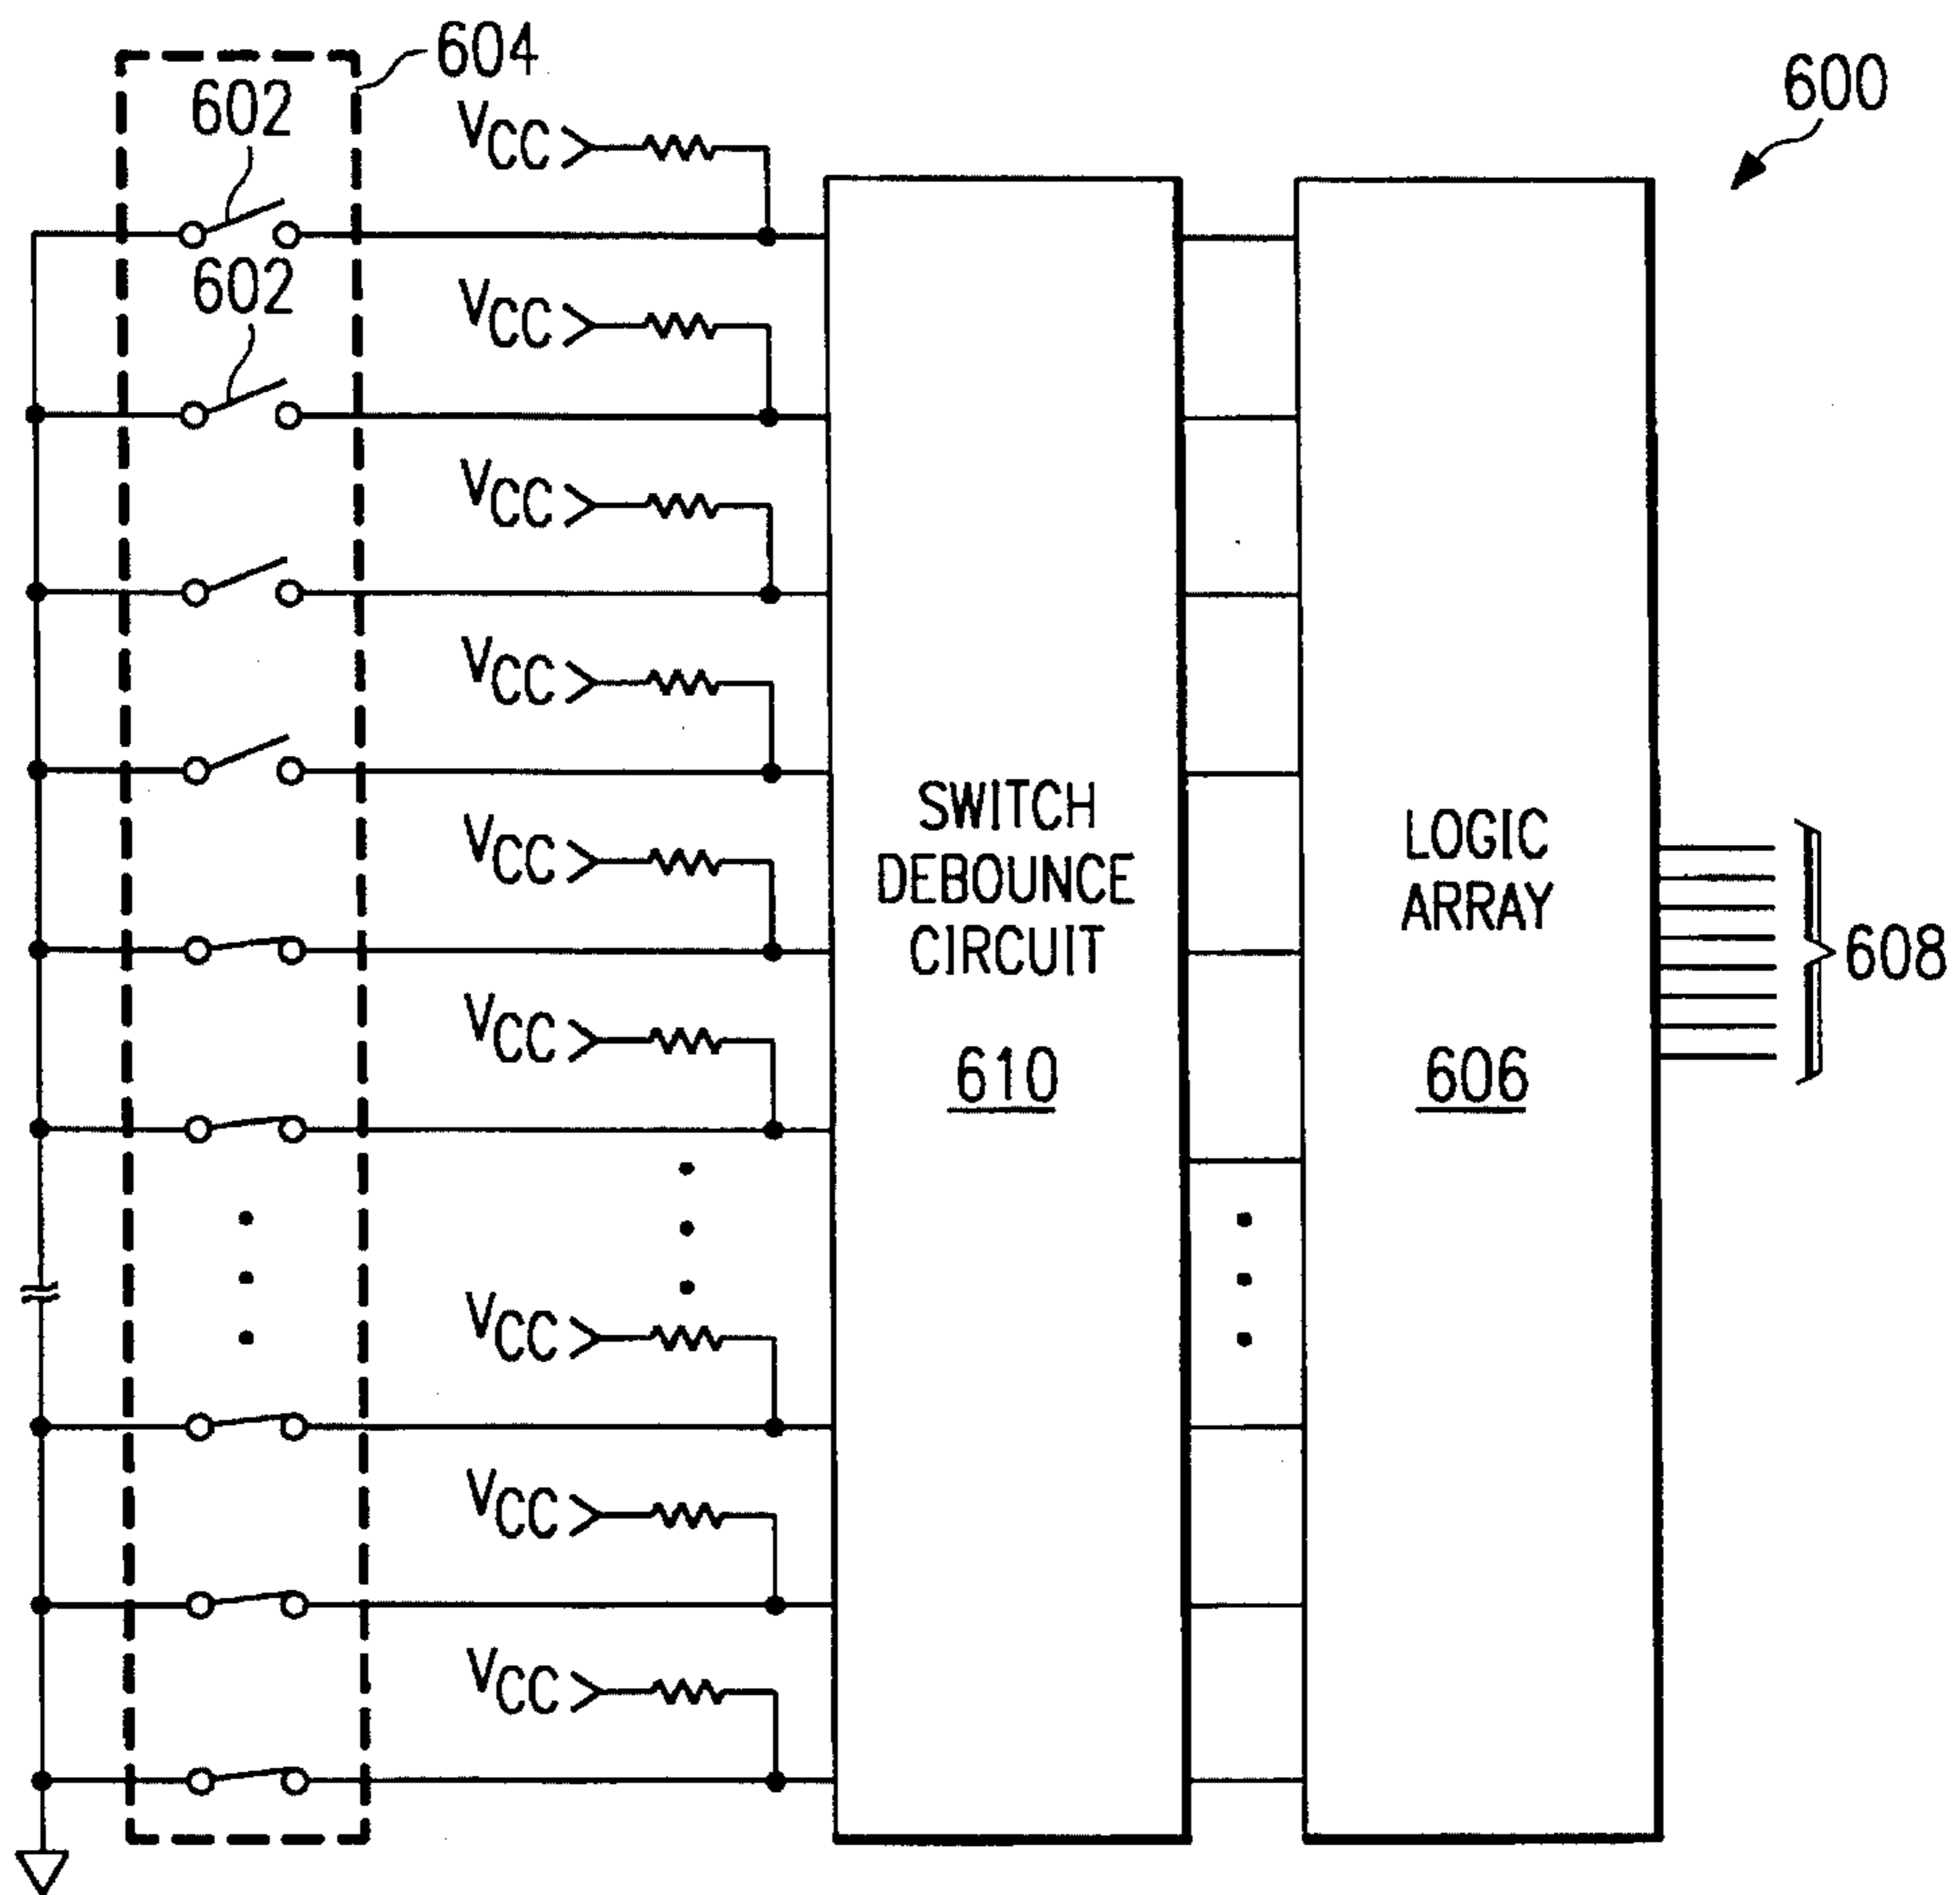 604
602
VCC
600
602
VCC
VCC
VCC
VCC
VCC
VCC
VCC
VCC
SWITCH
DEBOUNCE
CIRCUIT
610
LOGIC
ARRAY
606
608